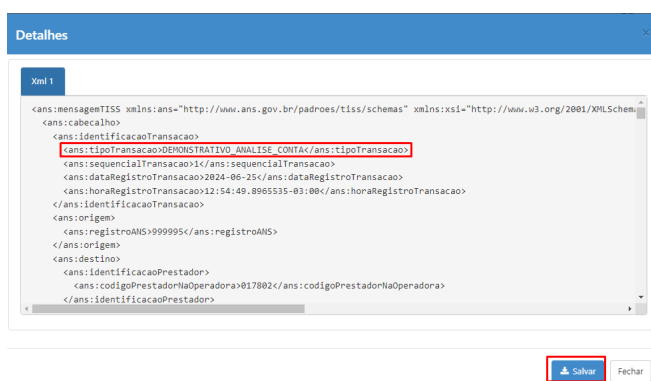 Detalhes
×
Xml 1
<ans:mensagemTISS xmlns:ans="http://www.ans.gov.br/padroes/tiss/schemas" xmlns:xsi="http://www.w3.org/2001/XMLSchem
<ans:cabecalho>
<ans:identificacaoTransacao>
<ans:tipoTransacao>DEMONSTRATIVO_ANALISE_CONTA</ans:tipoTransacao>
<ans:sequencialTransacao>1</ans:sequencialTransacao>
<ans:dataRegistroTransacao>2024-06-25</ans:dataRegistroTransacao>
<ans:horaRegistroTransacao>12:54:49.8965535-03:00</ans:horaRegistroTransacao>
</ans:identificacaoTransacao>
<ans:origem>
<ans:registroANS>999995</ans:registroANS>
</ans:origem>
<ans:destino>
<ans:identificacaoPrestador>
<ans:codigoPrestadorNaOperadora>017802</ans:codigoPrestadorNaOperadora>
</ans:identificacaoPrestador>
Salvar
Fechar